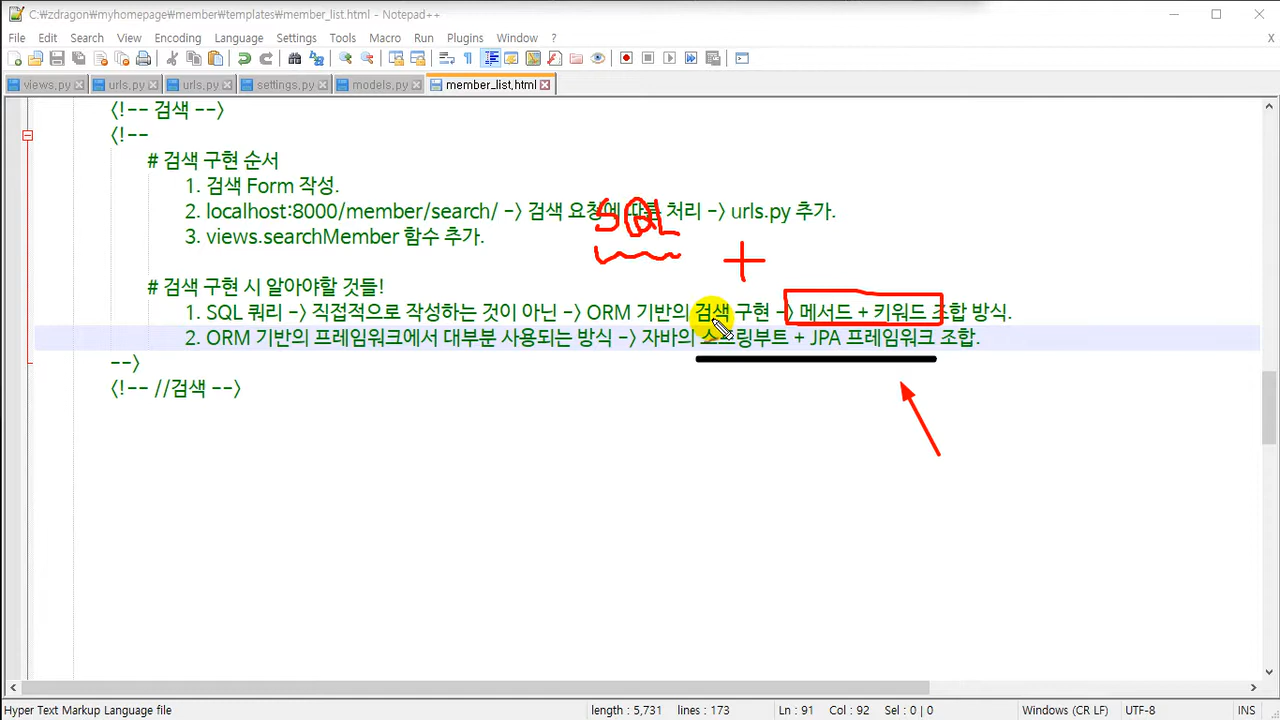 C:\zdragon\myhomepage\member\templates\member_list.html - Notepad++
File Edit Search View Encoding Language Settings Tools Macro Run Plugins Window ? X
views.py urls.py urls.py settings.py models.py member_list.html
<!-- 검색 -->
<!--
# 검색 구현 순서
1. 검색 Form 작성.
2. localhost:8000/member/search/ -> 검색 요청에 따른 처리 -> urls.py 추가.
SQL
3. views.searchMember 함수 추가.
+
# 검색 구현 시 알아야할 것들!
1. SQL 쿼리 -> 직접적으로 작성하는 것이 아닌 -> ORM 기반의 검색 구현 -> 메서드 + 키워드 조합 방식.
2. ORM 기반의 프레임워크에서 대부분 사용되는 방식 -> 자바의 스프링부트 + JPA 프레임워크 조합.
-->
<!-- //검색 -->
Hyper Text Markup Language file length : 5,731 lines : 173 Ln : 91 Col : 92 Sel : 0 | 0 Windows (CR LF) UTF-8 INS